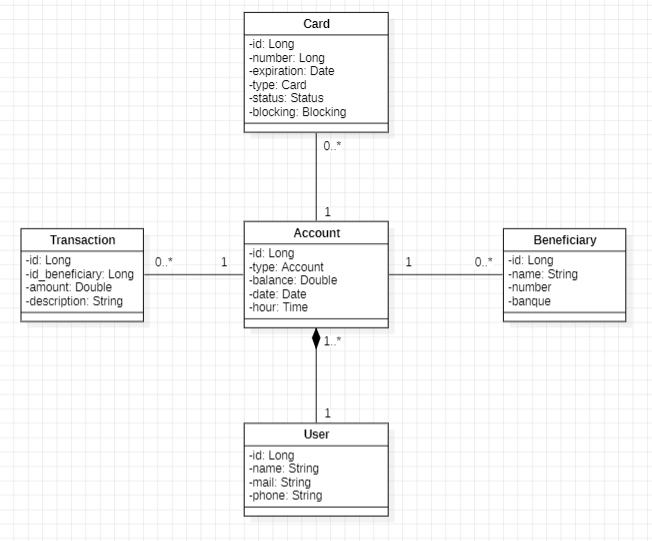 Card
-id: Long
-number: Long
-expiration: Date
-type: Card
-status: Status
-blocking: Blocking
0..*
1
Transaction
-id: Long
-id_beneficiary: Long
-amount: Double
-description: String
0..*
1
Account
-id: Long
-type: Account
-balance: Double
-date: Date
-hour: Time
1
0..*
Beneficiary
-id: Long
-name: String
-number
-banque
1..*
1
User
-id: Long
-name: String
-mail: String
-phone: String